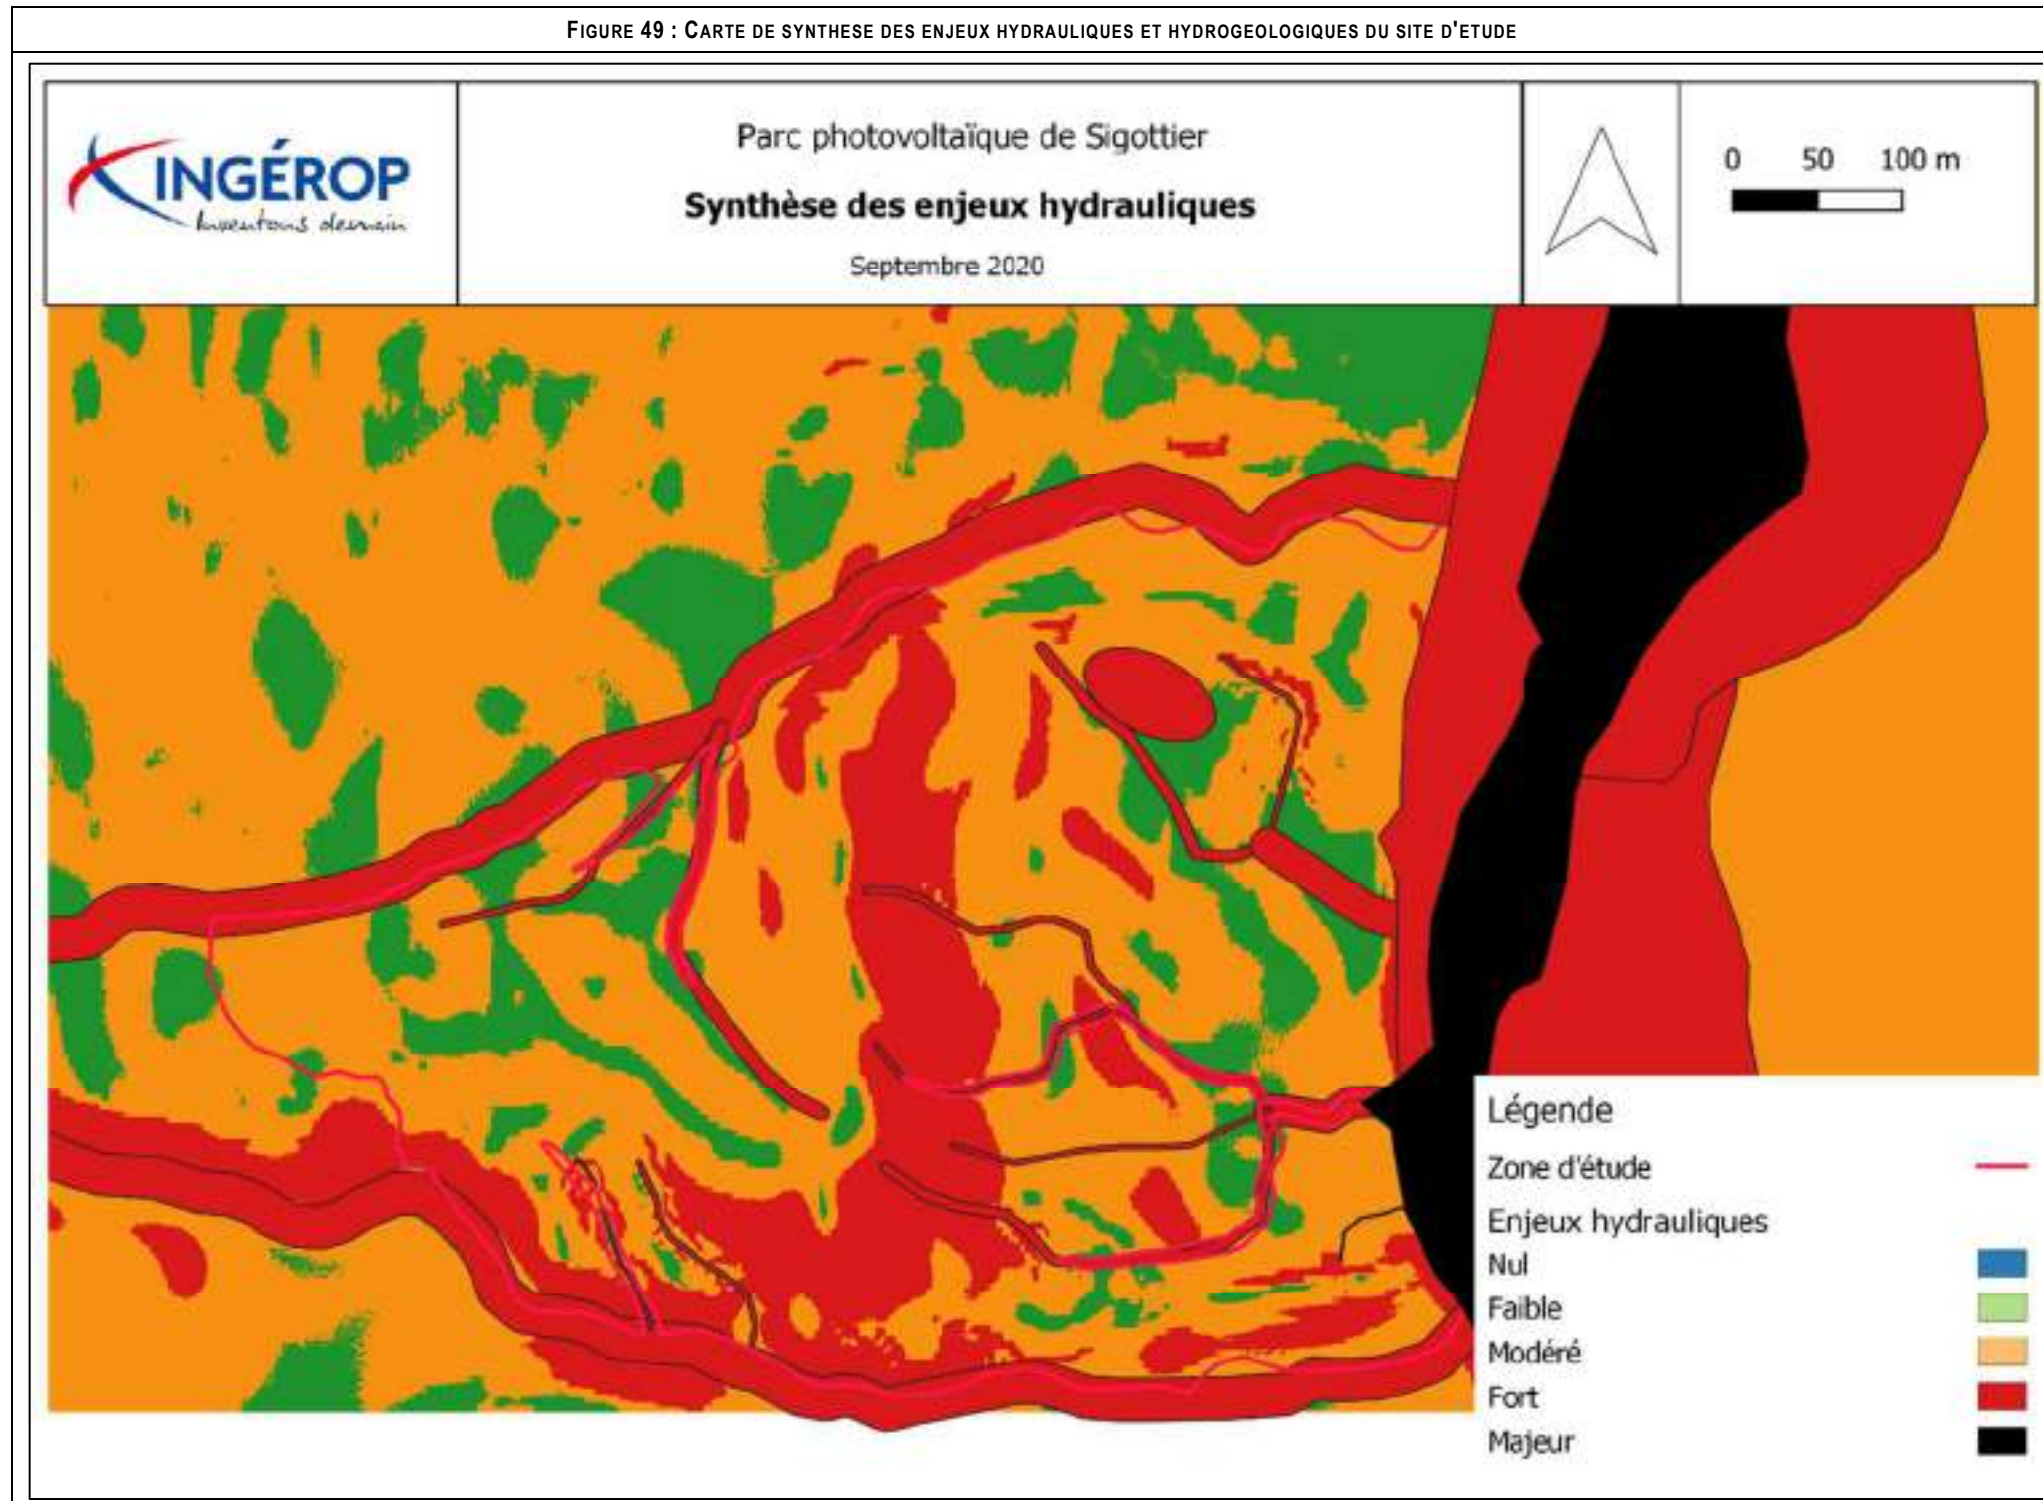 FIGURE 49 : CARTE DE SYNTHESE DES ENJEUX HYDRAULIQUES ET HYDROGEOLOGIQUES DU SITE D'ETUDE
INGÉROP
Inventons demain
Parc photovoltaïque de Sigottier
Synthèse des enjeux hydrauliques
Septembre 2020
0 50 100 m
Légende
Zone d'étude
Enjeux hydrauliques
Nul
Faible
Modéré
Fort
Majeur